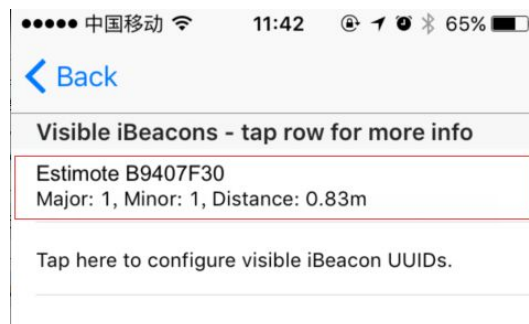 中国移动 11:42 65%
Back
Visible iBeacons - tap row for more info
Estimote B9407F30
Major: 1, Minor: 1, Distance: 0.83m
Tap here to configure visible iBeacon UUIDs.